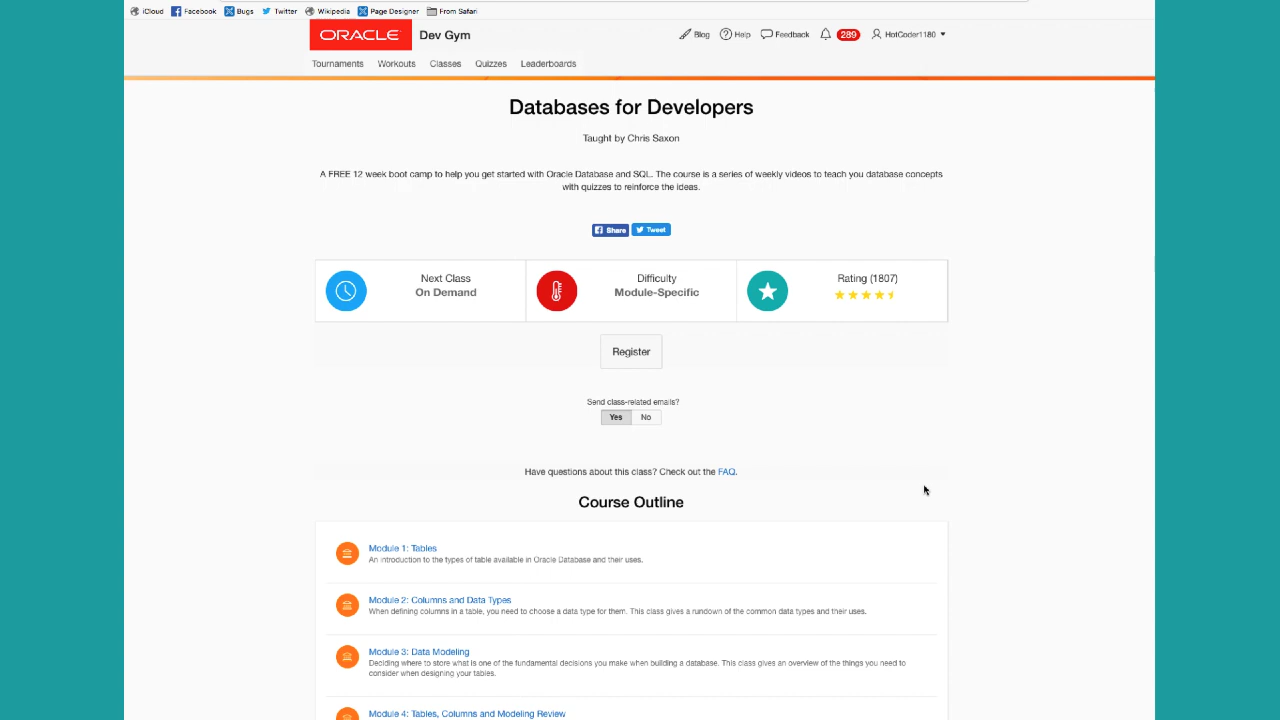 iCloud Facebook Bugs Twitter Wikipedia Page Designer From Safari
ORACLE Dev Gym Blog Help Feedback 289 HotCoder1180
Tournaments Workouts Classes Quizzes Leaderboards
Databases for Developers
Taught by Chris Saxon
A FREE 12 week boot camp to help you get started with Oracle Database and SQL. The course is a series of weekly videos to teach you database concepts
with quizzes to reinforce the ideas.
Share Tweet
Next Class
On Demand
Difficulty
Module-Specific
Rating (1807)
Register
Send class-related emails?
Yes No
Have questions about this class? Check out the FAQ.
Course Outline
Module 1: Tables
An introduction to the types of table available in Oracle Database and their uses.
Module 2: Columns and Data Types
When defining columns in a table, you need to choose a data type for them. This class gives a rundown of the common data types and their uses.
Module 3: Data Modeling
Deciding where to store what is one of the fundamental decisions you make when building a database. This class gives an overview of the things you need to
consider when designing your tables.
Module 4: Tables, Columns and Modeling Review